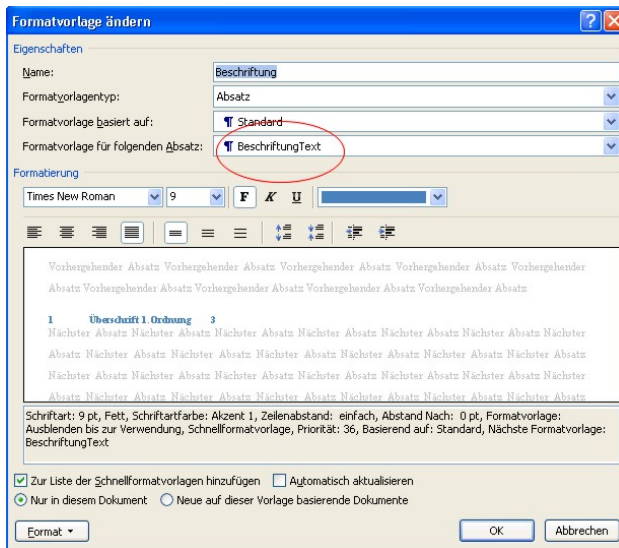 Formatvorlage ändern
Eigenschaften
Name: Beschriftung
Formatvorlagentyp: Absatz
Formatvorlage basiert auf: ¶ Standard
Formatvorlage für folgenden Absatz: ¶ BeschriftungText
Formatierung
Times New Roman 9 F K U
Vorhergehender Absatz Vorhergehender Absatz Vorhergehender Absatz Vorhergehender Absatz Vorhergehender
Absatz Vorhergehender Absatz Vorhergehender Absatz Vorhergehender Absatz Vorhergehender Absatz
1 Überschrift 1. Ordnung 3
Nächster Absatz Nächster Absatz Nächster Absatz Nächster Absatz Nächster Absatz Nächster Absatz Nächster
Absatz Nächster Absatz Nächster Absatz Nächster Absatz Nächster Absatz Nächster Absatz Nächster
Absatz Nächster Absatz Nächster Absatz Nächster Absatz Nächster Absatz Nächster Absatz Nächster
Absatz Nächster Absatz Nächster Absatz Nächster Absatz Nächster Absatz Nächster Absatz Nächster
Schriftart: 9 pt, Fett, Schriftartfarbe: Akzent 1, Zeilenabstand: einfach, Abstand Nach: 0 pt, Formatvorlage:
Ausblenden bis zur Verwendung, Schnellformatvorlage, Priorität: 36, Basierend auf: Standard, Nächste Formatvorlage:
BeschriftungText
Zur Liste der Schnellformatvorlagen hinzufügen Automatisch aktualisieren
Nur in diesem Dokument Neue auf dieser Vorlage basierende Dokumente
Format OK Abbrechen